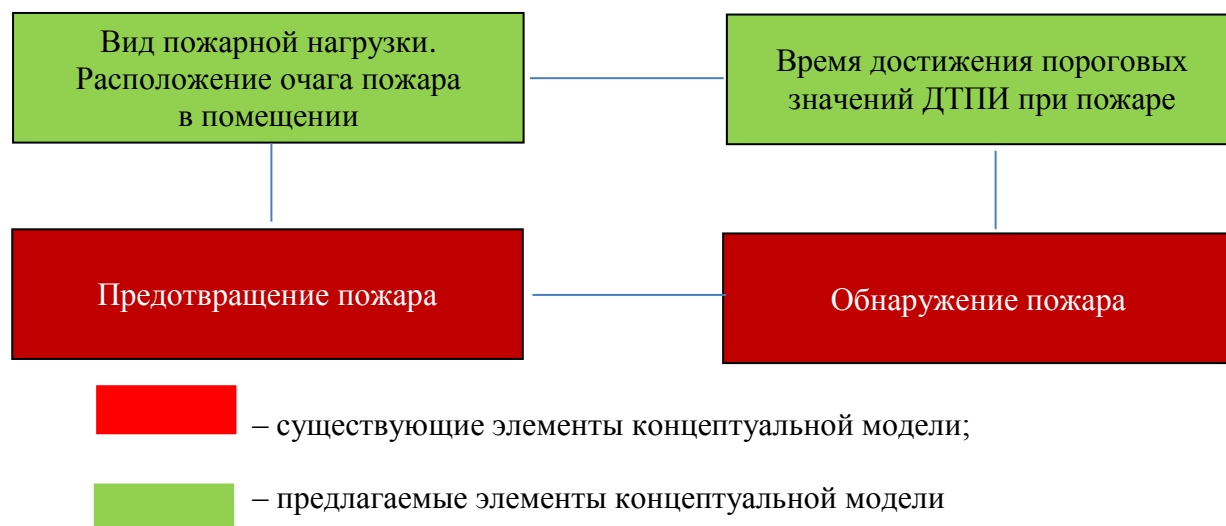 Вид пожарной нагрузки.
Расположение очага пожара
в помещении
Время достижения пороговых
значений ДТПИ при пожаре
Предотвращение пожара
Обнаружение пожара
– существующие элементы концептуальной модели;
– предлагаемые элементы концептуальной модели